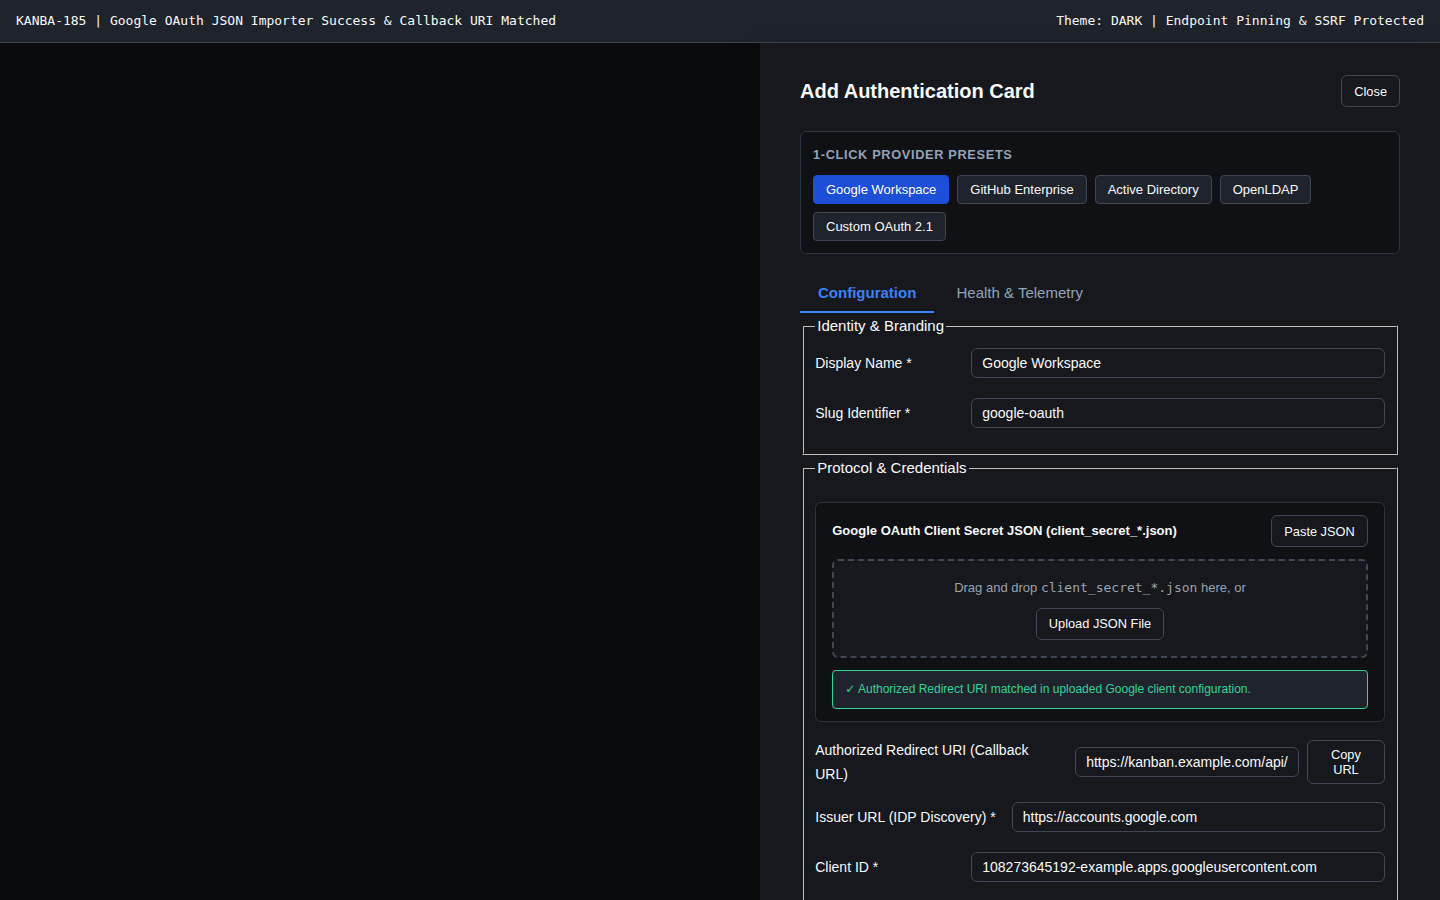 KANBA-185 | Google OAuth JSON Importer Success & Callback URI Matched
Theme: DARK | Endpoint Pinning & SSRF Protected
Add Authentication Card
Close
1-CLICK PROVIDER PRESETS
Google Workspace
GitHub Enterprise
Active Directory
OpenLDAP
Custom OAuth 2.1
Configuration
Health & Telemetry
Identity & Branding
Display Name *
Google Workspace
Slug Identifier *
google-oauth
Protocol & Credentials
Google OAuth Client Secret JSON (client_secret_*.json)
Paste JSON
Drag and drop client_secret_*.json here, or
Upload JSON File
✓ Authorized Redirect URI matched in uploaded Google client configuration.
Authorized Redirect URI (Callback
URL)
https://kanban.example.com/api/
Copy
URL
Issuer URL (IDP Discovery) *
https://accounts.google.com
Client ID *
108273645192-example.apps.googleusercontent.com